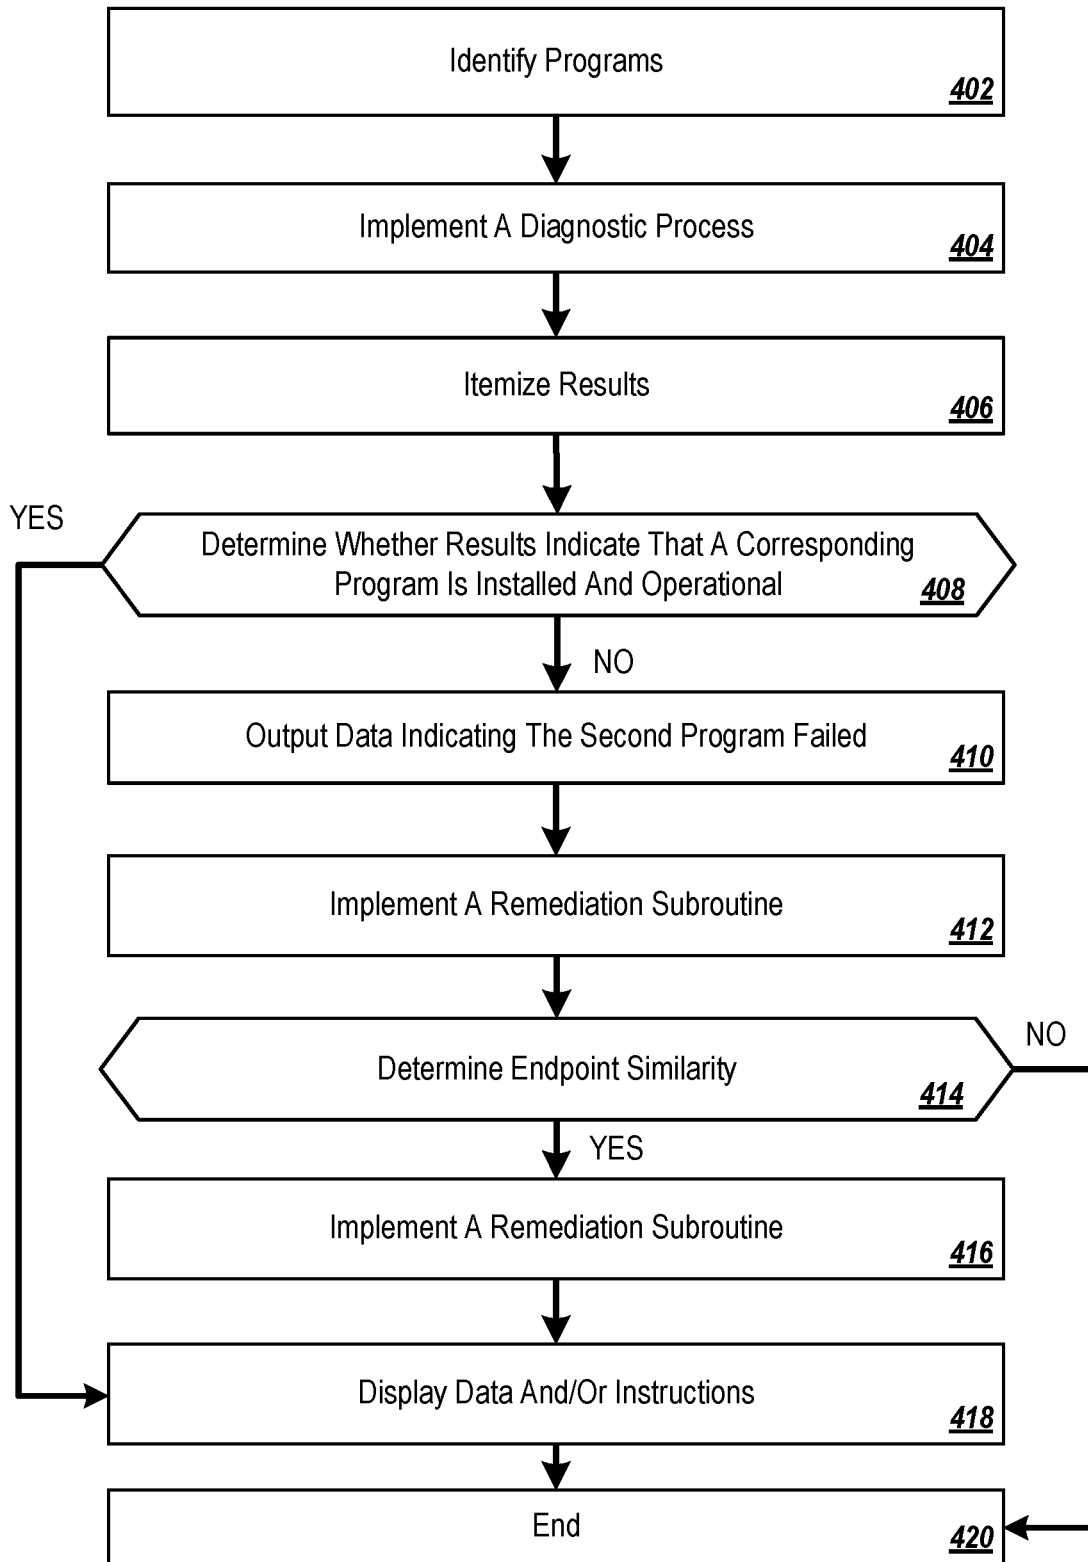 Identify Programs
402
Implement A Diagnostic Process
404
Itemize Results
406
YES
Determine Whether Results Indicate That A Corresponding
Program Is Installed And Operational
408
NO
Output Data Indicating The Second Program Failed
410
Implement A Remediation Subroutine
412
NO
Determine Endpoint Similarity
414
YES
Implement A Remediation Subroutine
416
Display Data And/Or Instructions
418
End
420